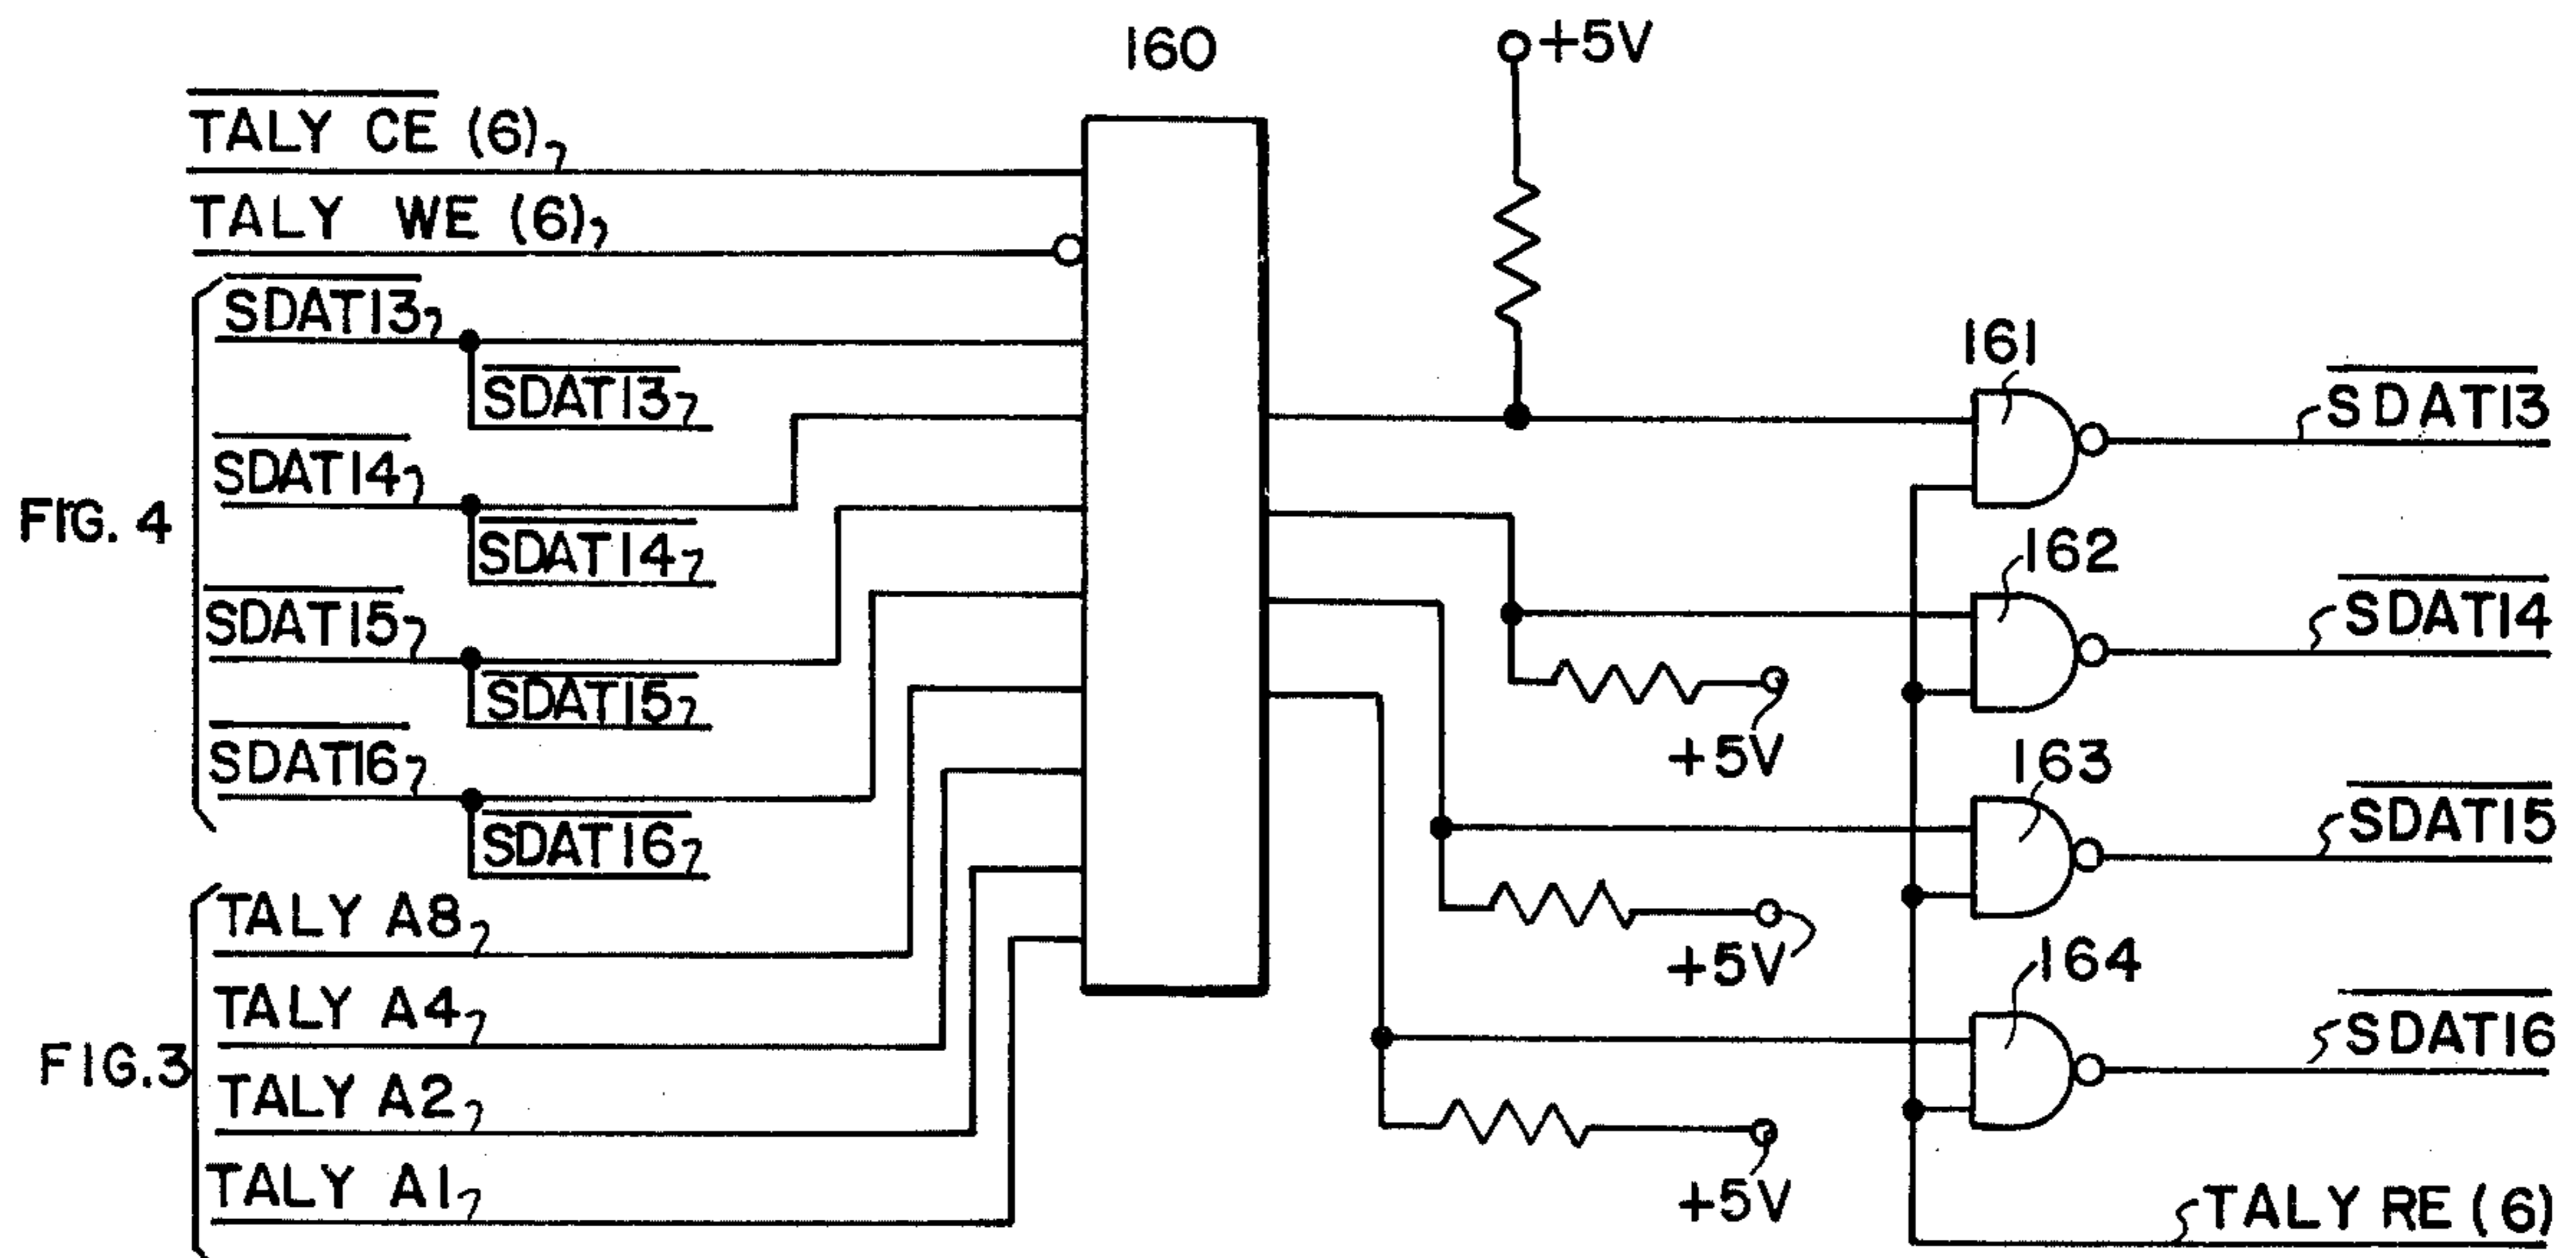 160
+5V
TALY CE (6)
TALY WE (6)
SDAT13
SDAT13
SDAT14
SDAT14
SDAT15
SDAT15
SDAT16
SDAT16
FIG. 4
TALY A8
TALY A4
TALY A2
TALY A1
FIG.3
161
SDAT13
162
SDAT14
+5V
163
SDAT15
+5V
164
SDAT16
+5V
TALY RE (6)